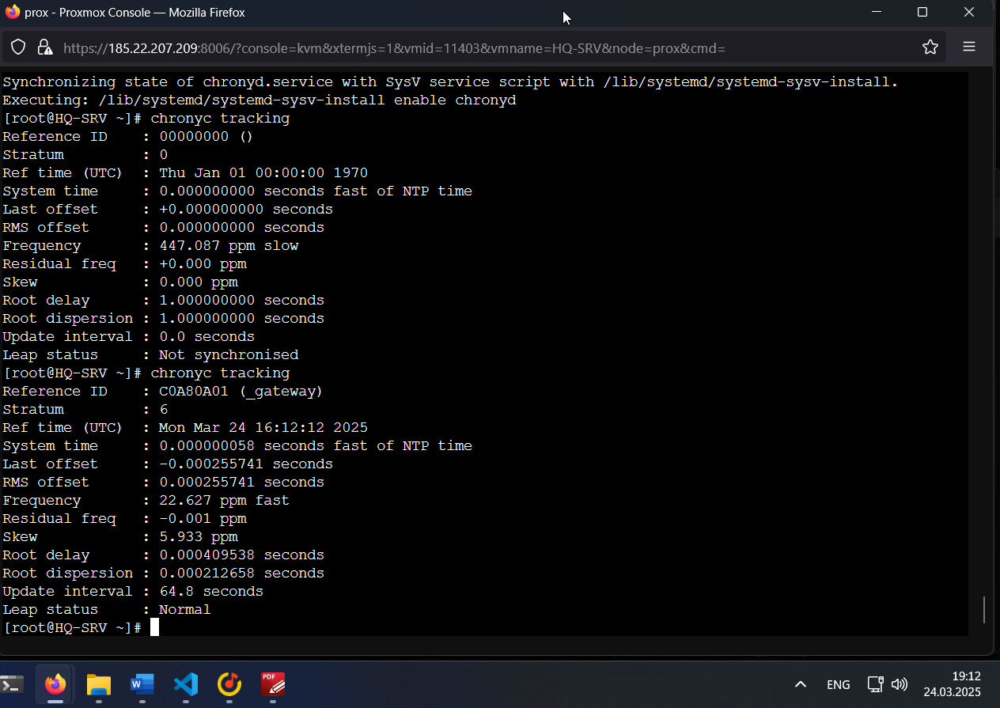 prox - Proxmox Console — Mozilla Firefox
https://185.22.207.209:8006/?console=kvm&xtermjs=1&vmid=11403&vmname=HQ-SRV&node=prox&cmd=
Synchronizing state of chronyd.service with SysV service script with /lib/systemd/systemd-sysv-install.
Executing: /lib/systemd/systemd-sysv-install enable chronyd
[root@HQ-SRV ~]# chronyc tracking
Reference ID    : 00000000 ()
Stratum         : 0
Ref time (UTC)  : Thu Jan 01 00:00:00 1970
System time     : 0.000000000 seconds fast of NTP time
Last offset     : +0.000000000 seconds
RMS offset      : 0.000000000 seconds
Frequency       : 447.087 ppm slow
Residual freq   : +0.000 ppm
Skew            : 0.000 ppm
Root delay      : 1.000000000 seconds
Root dispersion : 1.000000000 seconds
Update interval : 0.0 seconds
Leap status     : Not synchronised
[root@HQ-SRV ~]# chronyc tracking
Reference ID    : C0A80A01 (_gateway)
Stratum         : 6
Ref time (UTC)  : Mon Mar 24 16:12:12 2025
System time     : 0.000000058 seconds fast of NTP time
Last offset     : -0.000255741 seconds
RMS offset      : 0.000255741 seconds
Frequency       : 22.627 ppm fast
Residual freq   : -0.001 ppm
Skew            : 5.933 ppm
Root delay      : 0.000409538 seconds
Root dispersion : 0.000212658 seconds
Update interval : 64.8 seconds
Leap status     : Normal
[root@HQ-SRV ~]#
W
PDF
ENG
19:12
24.03.2025